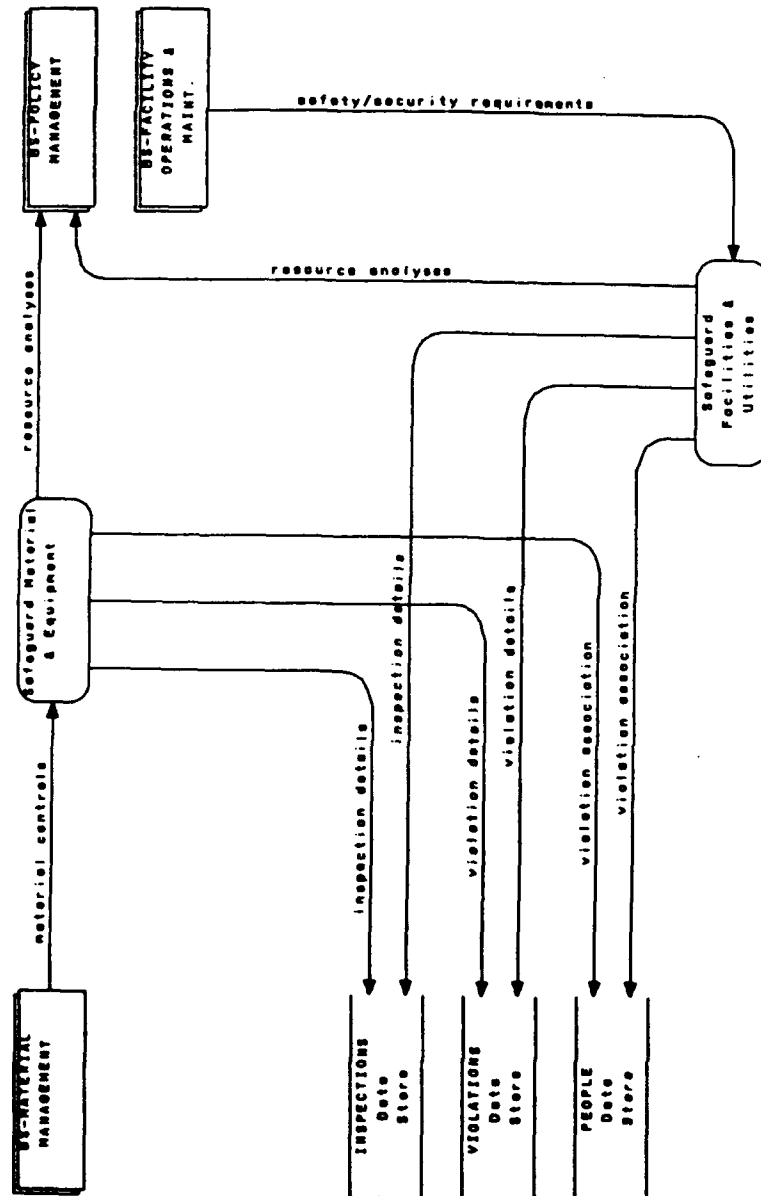 BS-POLICY
MANAGEMENT
BS-FACILITY
OPERATIONS &
MAINT.
safety/security requirements
resource analyses
resource analyses
Safeguard
Facilities &
Utilities
Safeguard Material
& Equipment
inspection details
inspection details
violation details
violation details
violation association
violation association
material controls
BS-MATERIAL
MANAGEMENT
INSPECTIONS
Data
Store
VIOLATIONS
Data
Store
PEOPLE
Data
Store